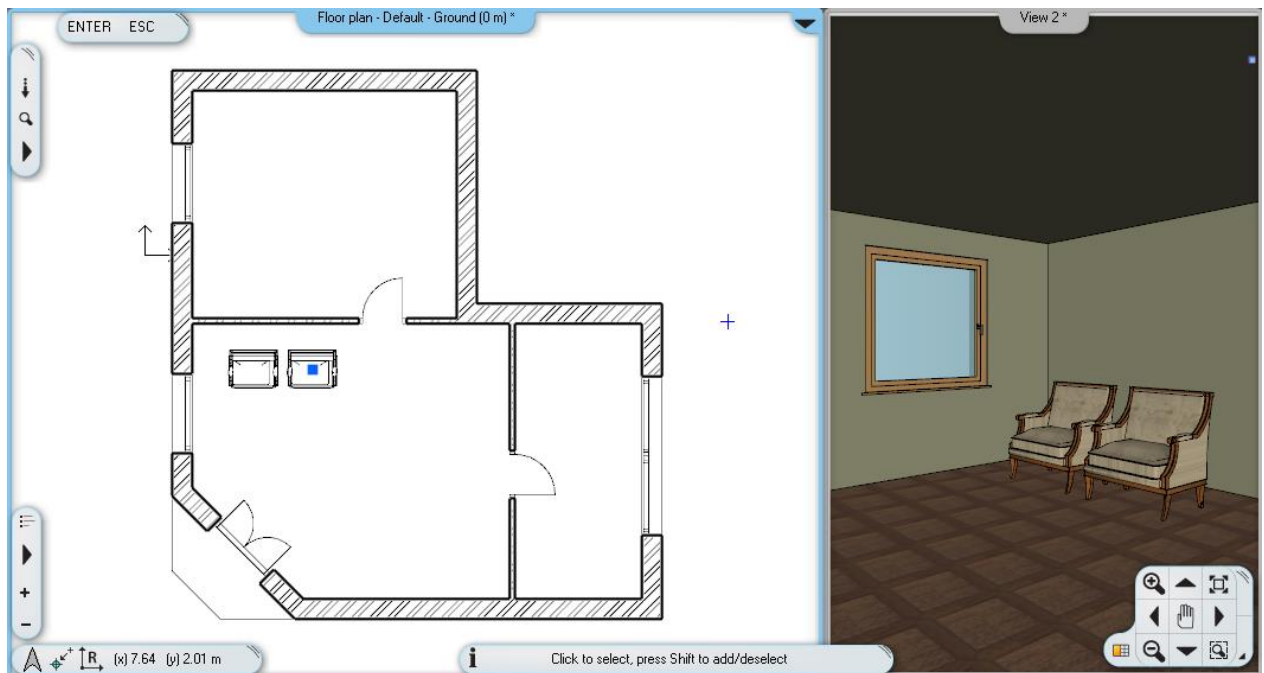 ENTER ESC
Floor plan - Default - Ground (0 m) *
View 2 *
R (x) 7.64 (y) 2.01 m
i Click to select, press Shift to add/deselect